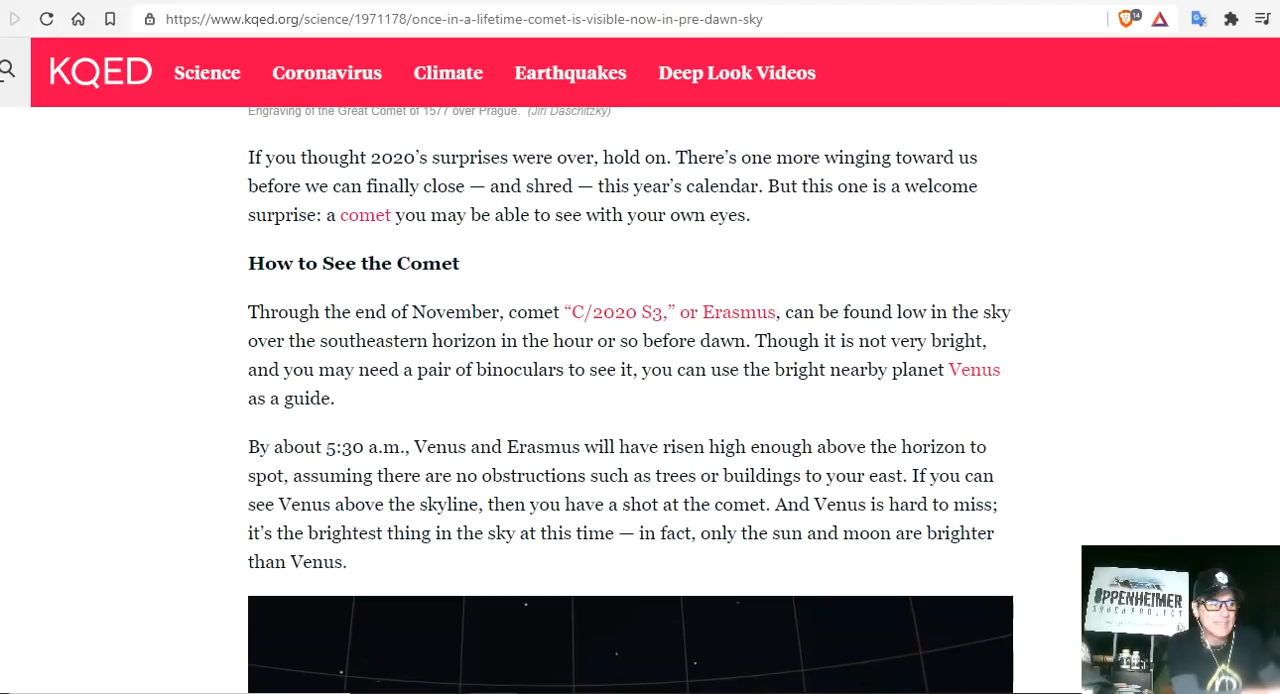 https://www.kqed.org/science/1971178/once-in-a-lifetime-comet-is-visible-now-in-pre-dawn-sky
14
KQED Science Coronavirus Climate Earthquakes Deep Look Videos
Engraving of the Great Comet of 1577 over Prague. (Jiri Daschitzky)
If you thought 2020’s surprises were over, hold on. There’s one more winging toward us
before we can finally close — and shred — this year’s calendar. But this one is a welcome
surprise: a comet you may be able to see with your own eyes.
How to See the Comet
Through the end of November, comet “C/2020 S3,” or Erasmus, can be found low in the sky
over the southeastern horizon in the hour or so before dawn. Though it is not very bright,
and you may need a pair of binoculars to see it, you can use the bright nearby planet Venus
as a guide.
By about 5:30 a.m., Venus and Erasmus will have risen high enough above the horizon to
spot, assuming there are no obstructions such as trees or buildings to your east. If you can
see Venus above the skyline, then you have a shot at the comet. And Venus is hard to miss;
it’s the brightest thing in the sky at this time — in fact, only the sun and moon are brighter
than Venus.
OPPENHEIMER